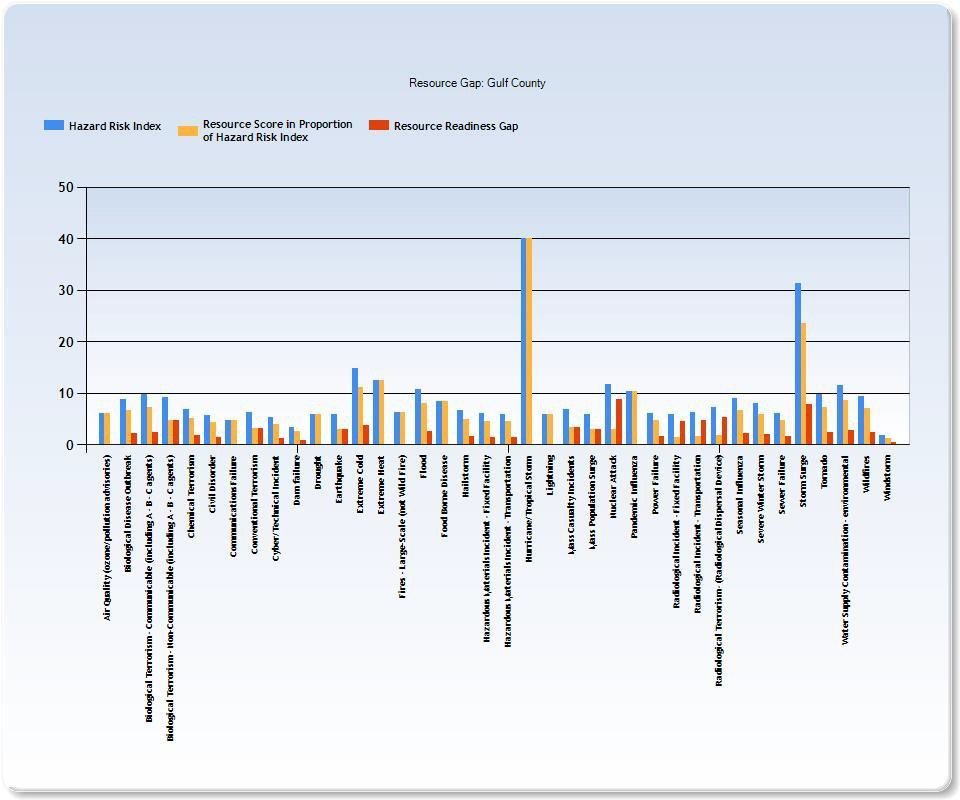 Resource Gap: Gulf County
Hazard Risk Index
Resource Score in Proportion
of Hazard Risk Index
Resource Readiness Gap
50
40
30
20
10
0
Air Quality (ozone/pollution advisories)
Biological Disease Outbreak
Biological Terrorism - Communicable (including A - B - C agents)
Biological Terrorism - Non-Communicable (including A - B - C agents)
Chemical Terrorism
Civil Disorder
Communications Failure
Conventional Terrorism
Cyber/Technical Incident
Dam failure
Drought
Earthquake
Extreme Cold
Extreme Heat
Fires - Large-Scale (not Wild Fire)
Flood
Food Borne Disease
Hailstorm
Hazardous Materials Incident - Fixed Facility
Hazardous Materials Incident - Transportation
Hurricane/Tropical Storm
Lightning
Mass Casualty Incidents
Mass Population Surge
Nuclear Attack
Pandemic Influenza
Power Failure
Radiological Incident - Fixed Facility
Radiological Incident - Transportation
Radiological Terrorism- (Radiological Dispersal Device)
Seasonal Influenza
Severe Winter Storm
Sewer Failure
Storm Surge
Tornado
Water Supply Contamination - environmental
Wildfires
Windstorm